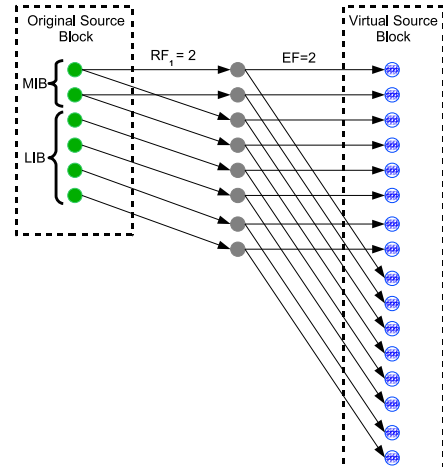 Original Source
Block
Virtual Source
Block
RF1 = 2
EF=2
MIB
LIB